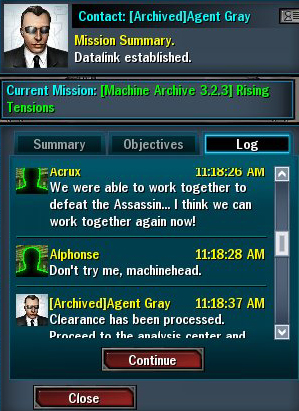 Contact: [Archived]Agent Gray
Mission Summary.
Datalink established.
Current Mission: [Machine Archive 3.2.3] Rising
Tensions
Summary
Objectives
Log
Acrux 11:18:26 AM
We were able to work together to
defeat the Assassin... I think we can
work together again now!
Alphonse 11:18:28 AM
Don't try me, machinehead.
[Archived]Agent Gray 11:18:37 AM
Clearance has been processed.
Proceed to the analysis center and
Continue
Close